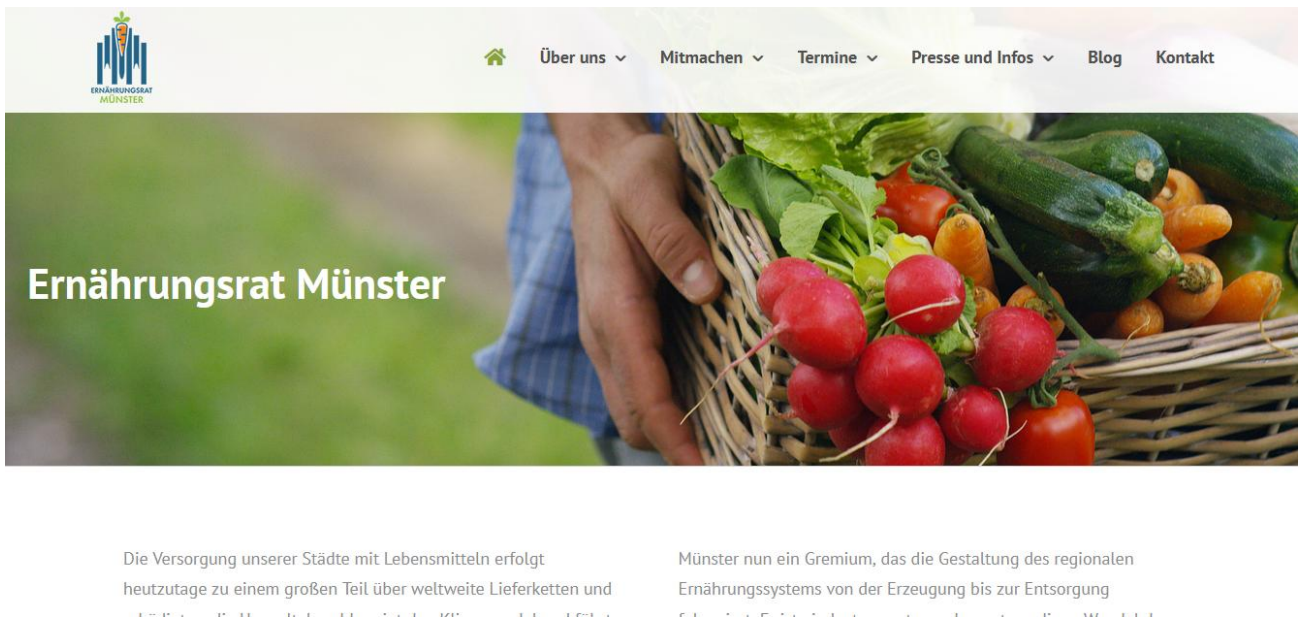 ERNÄHRUNGSRAT
MÜNSTER
Über uns
Mitmachen
Termine
Presse und Infos
Blog
Kontakt
Ernährungsrat Münster
Die Versorgung unserer Städte mit Lebensmitteln erfolgt
heutzutage zu einem großen Teil über weltweite Lieferketten und
Münster nun ein Gremium, das die Gestaltung des regionalen
Ernährungssystems von der Erzeugung bis zur Entsorgung